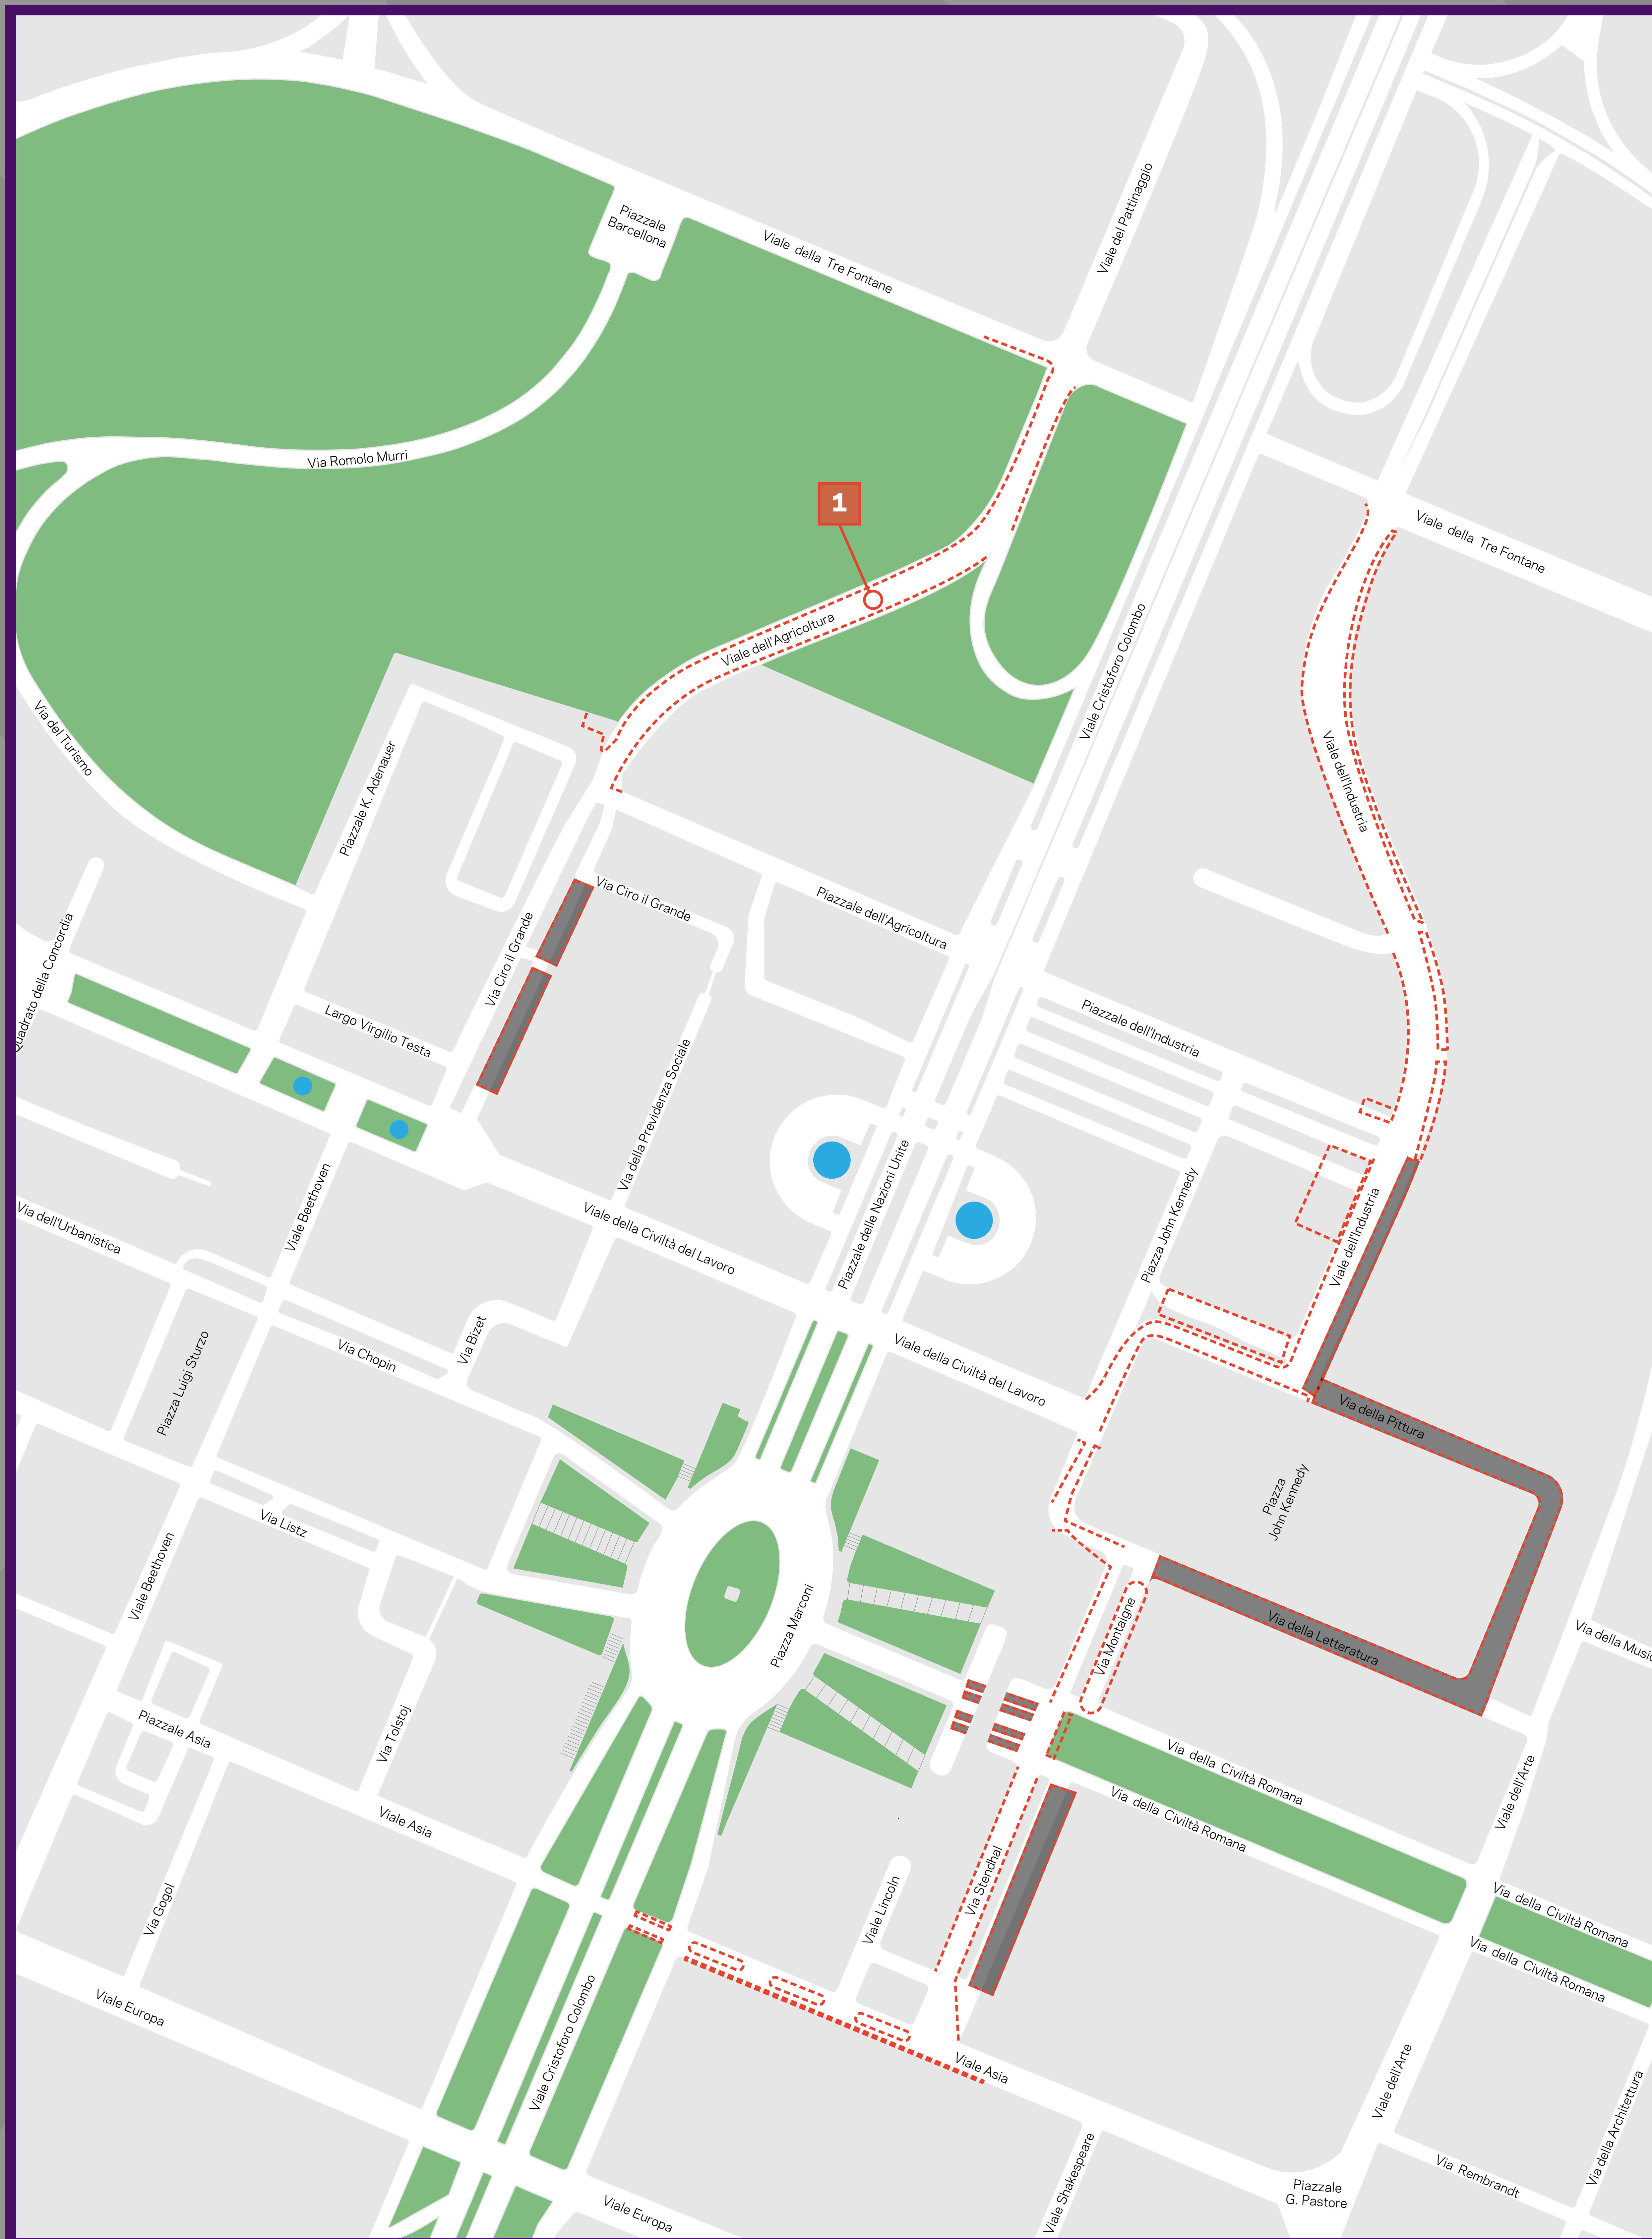 Piazzale
Barcellona
Viale della Tre Fontane
Viale del Pattinaggio
Via Romolo Murri
1
Viale della Tre Fontane
Viale dell'Agricoltura
Viale Cristoforo Colombo
Via del Turismo
Piazzale K. Adenauer
Viale dell'Industria
Via Ciro il Grande
Piazzale dell'Agricoltura
Quadrato della Concordia
Via Ciro il Grande
Largo Virgilio Testa
Piazzale dell'Industria
Via della Previdenza Sociale
Viale Beethoven
Piazzale delle Nazioni Unite
Piazza John Kennedy
Viale dell'Industria
Via dell'Urbanistica
Viale della Civiltà del Lavoro
Via Bizet
Via Chopin
Piazza Luigi Sturzo
Viale della Civiltà del Lavoro
Via della Pittura
Piazza
John Kennedy
Via Listz
Viale Beethoven
Piazza Marconi
Via Montaigne
Via della Letteratura
Via della Music
Piazzale Asia
Via Tolstoj
Via della Civiltà Romana
Via della Civiltà Romana
Viale dell'Arte
Viale Asia
Via Gogol
Viale Lincoln
Via Stendhal
Via della Civiltà Romana
Via della Civiltà Romana
Viale Europa
Viale Cristoforo Colombo
Viale Asia
Viale dell'Arte
Via della Architettura
Viale Shakespeare
Via Rembrandt
Piazzale
G. Pastore
Viale Europa